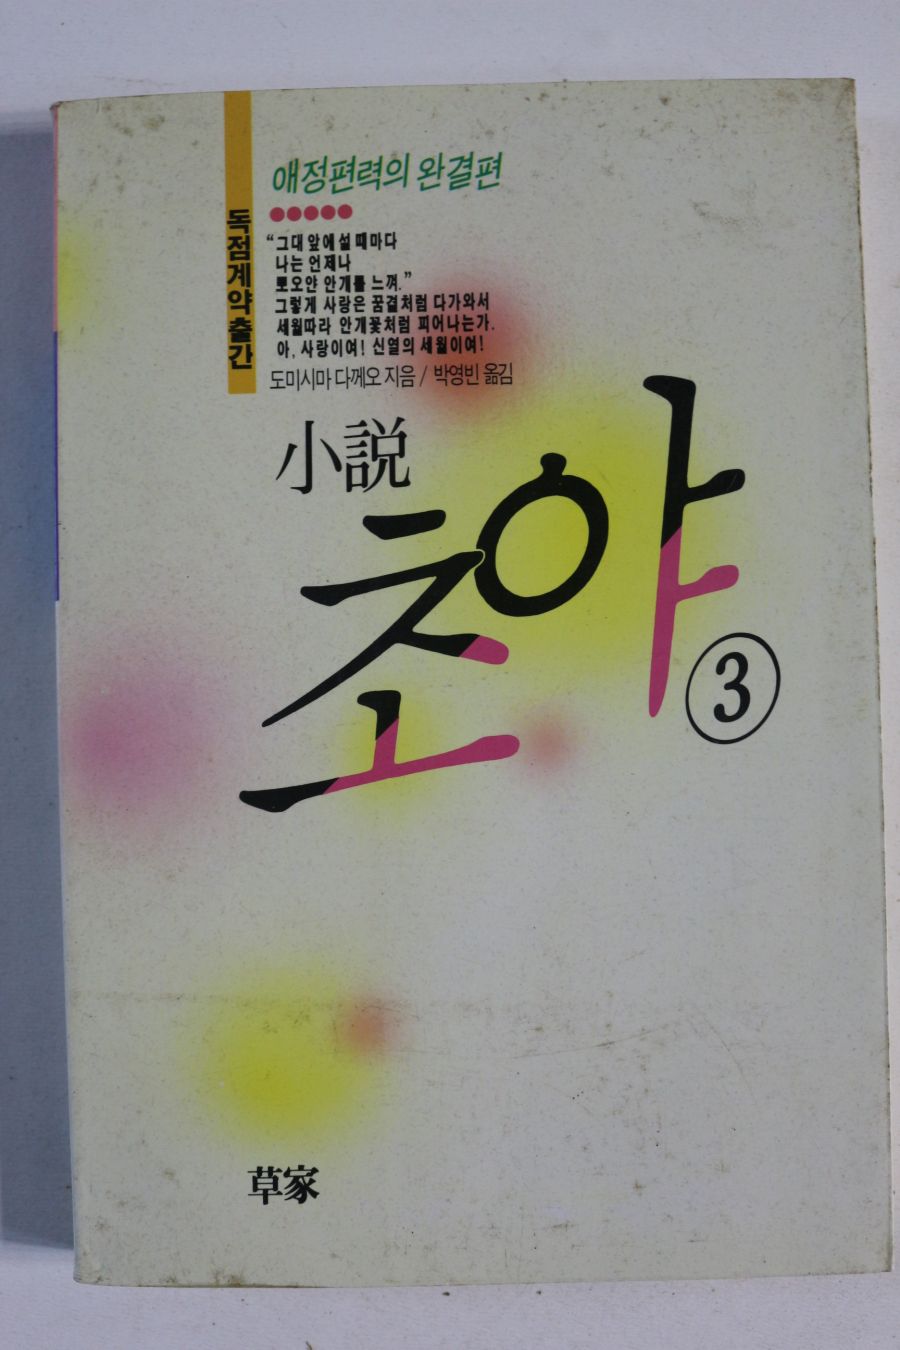 독점계약출간
애정편력의 완결편
“그대 앞에 설 때마다
나는 언제나
뽀오얀 안개를 느껴.”
그렇게 사랑은 꿈결처럼 다가와서
세월따라 안개꽃처럼 피어나는가.
아, 사랑이여! 신열의 세월이여!
도미시마 다께오 지음 / 박영빈 옮김
小説
초야
3
草家